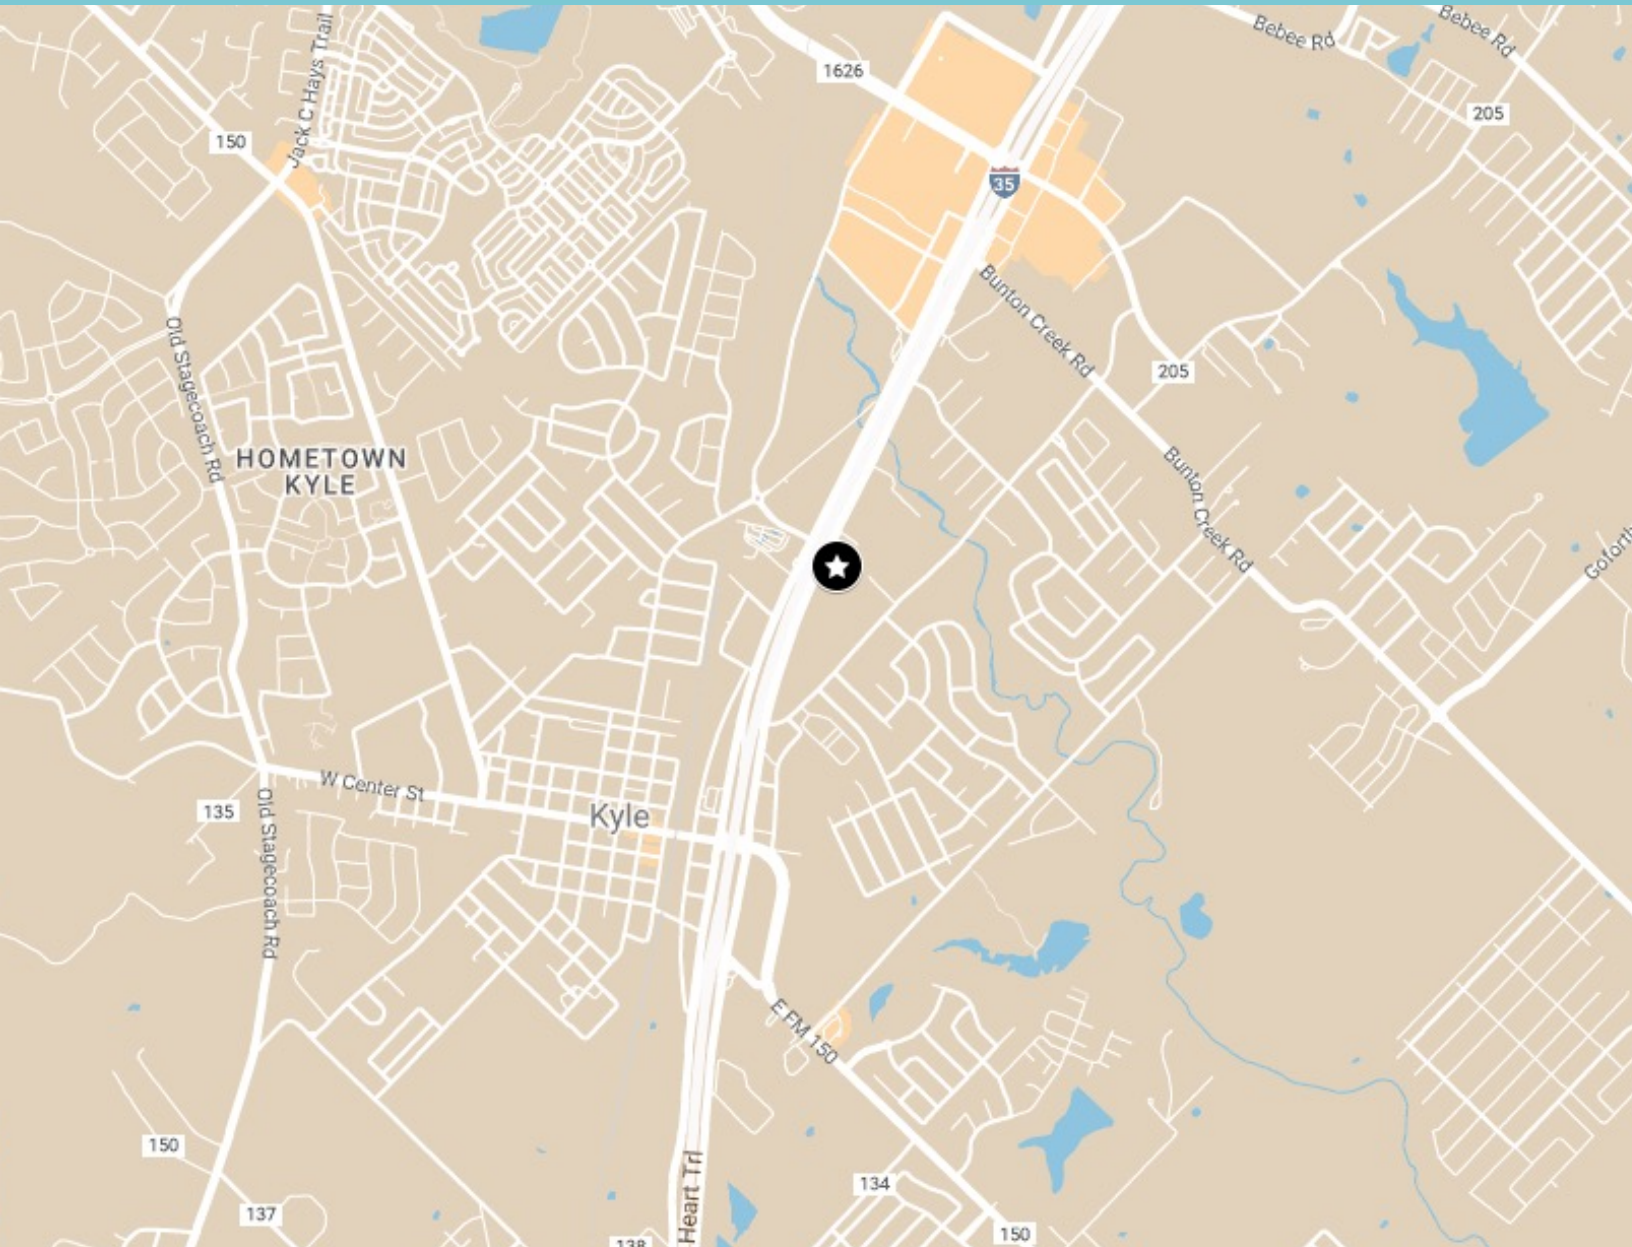 Bebee Rd
Bebee Rd
1626
205
150
Jack C Hays Trail
35
Bunton Creek Rd
Old Stagecoach Rd
205
HOMETOWN
KYLE
Bunton Creek Rd
Goforth
W Center St
135
Kyle
Old Stagecoach Rd
E FM 150
150
Heart Trl
134
137
150
138